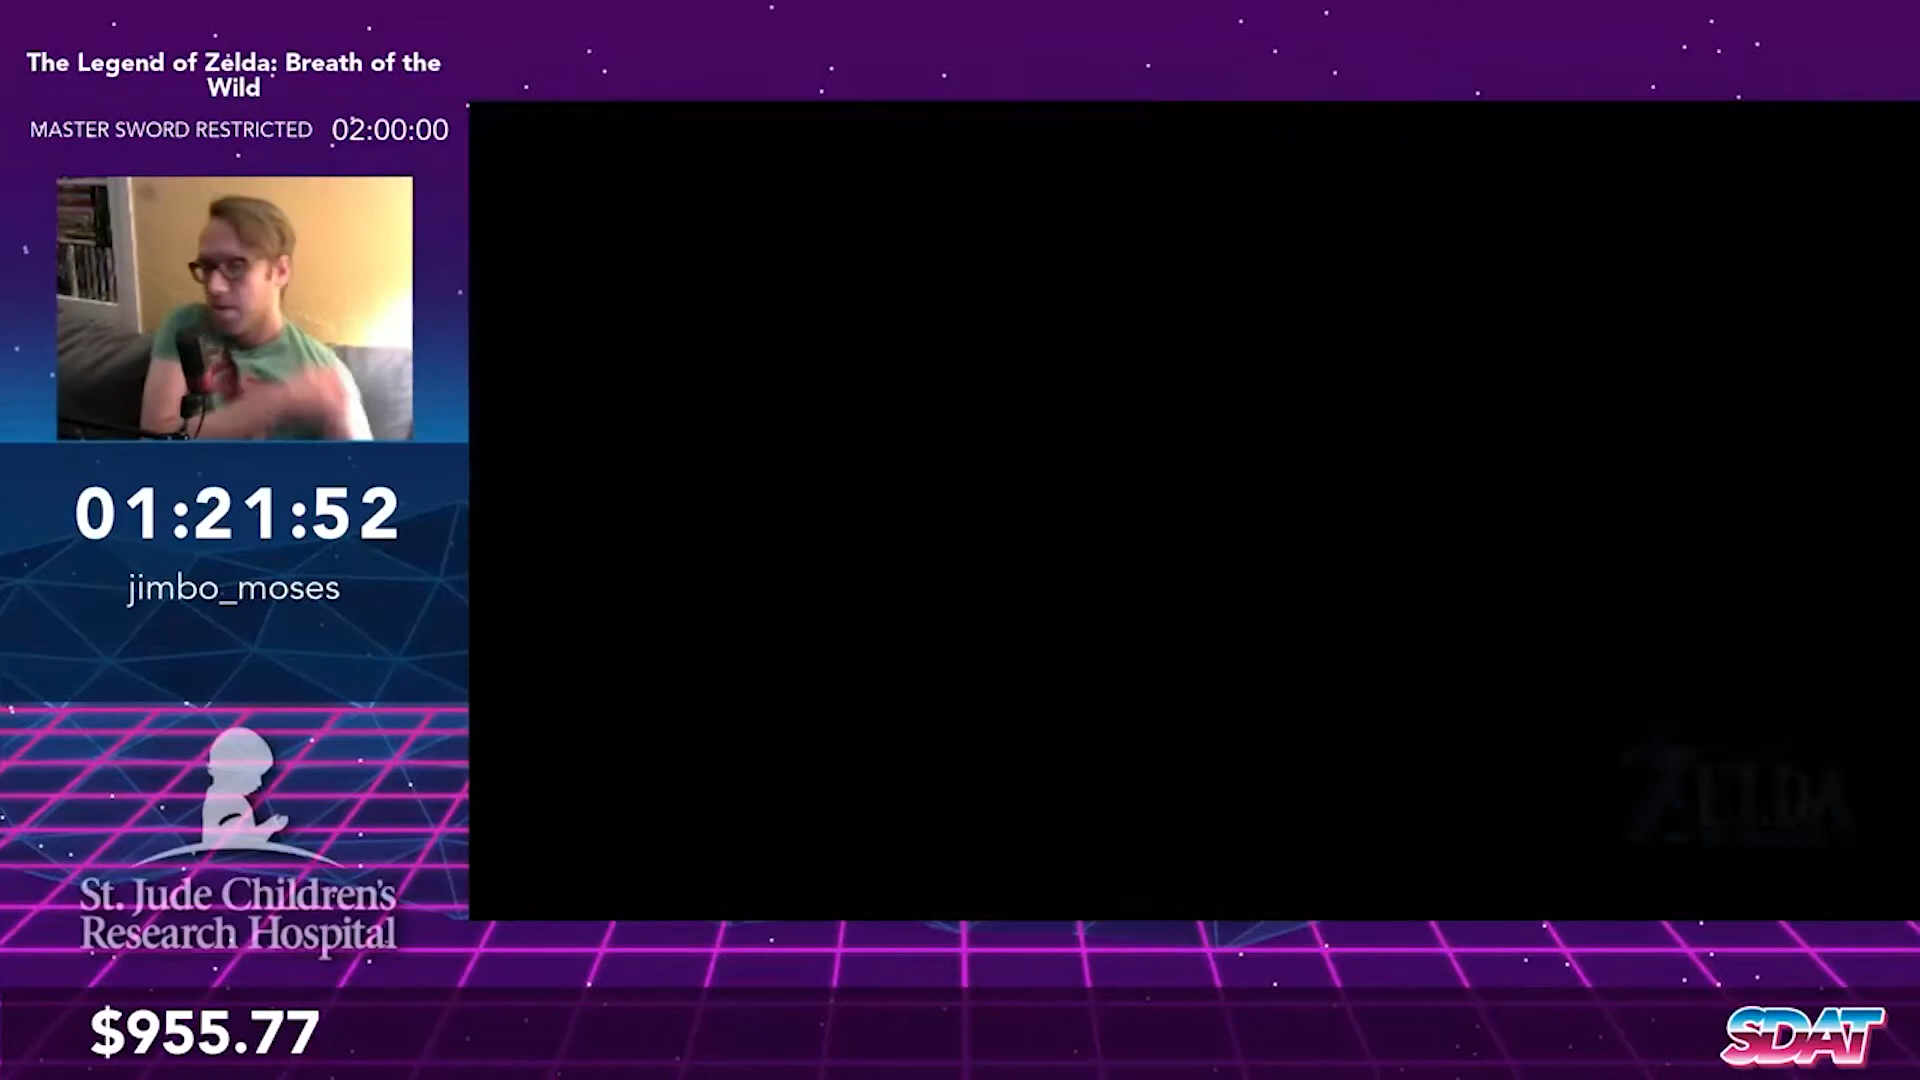 The Legend of Zelda: Breath of the
Wild
MASTER SWORD RESTRICTED 02:00:00
01:21:52
jimbo_moses
ZELDA
St. Jude Children's
Research Hospital
$955.77
SDAT